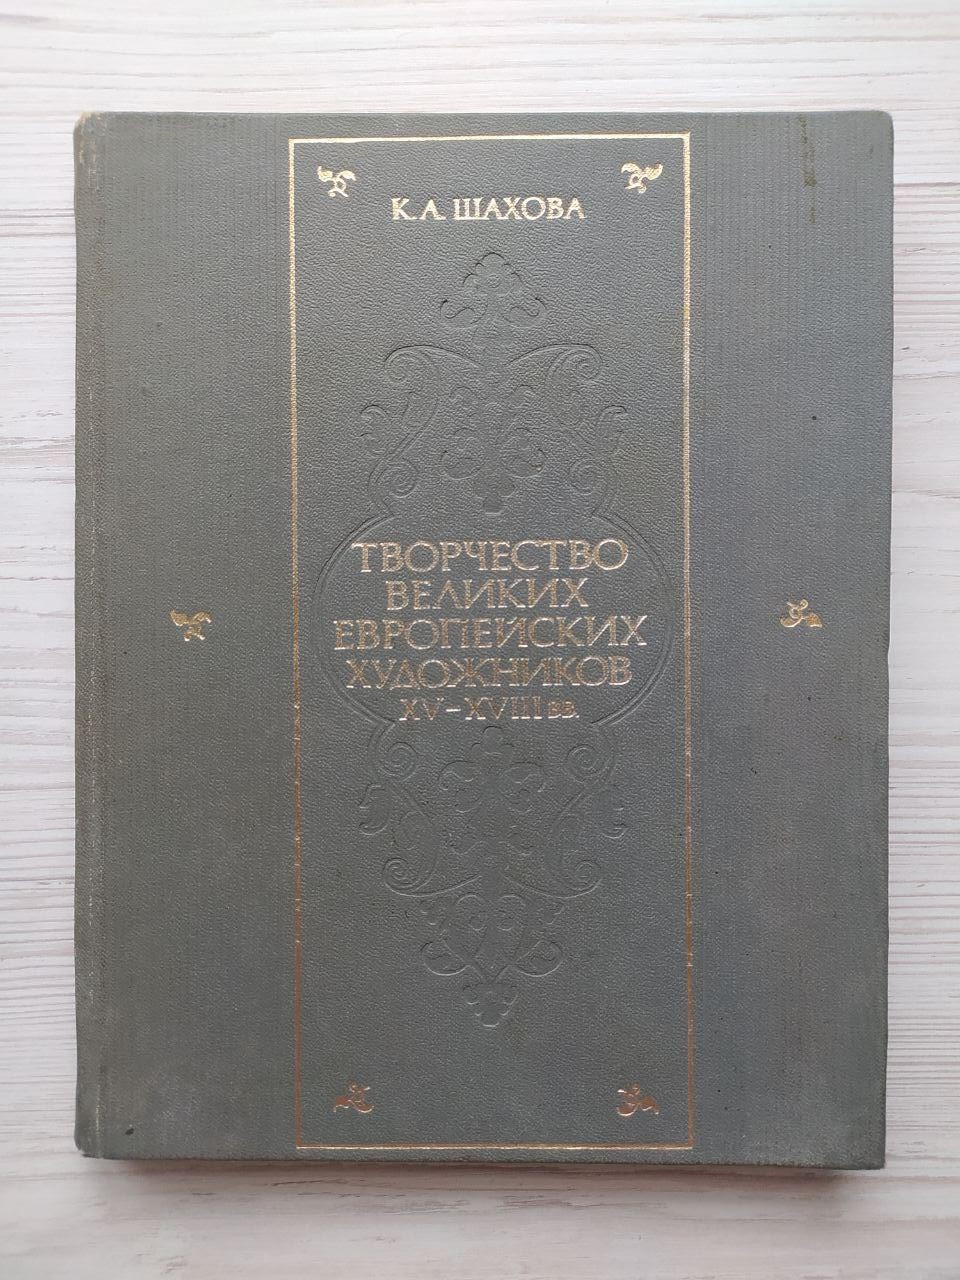 К. А. ШАХОВА
ТВОРЧЕСТВО
ВЕЛИКИХ
ЕВРОПЕЙСКИХ
ХУДОЖНИКОВ
XV–XVIII ВВ.